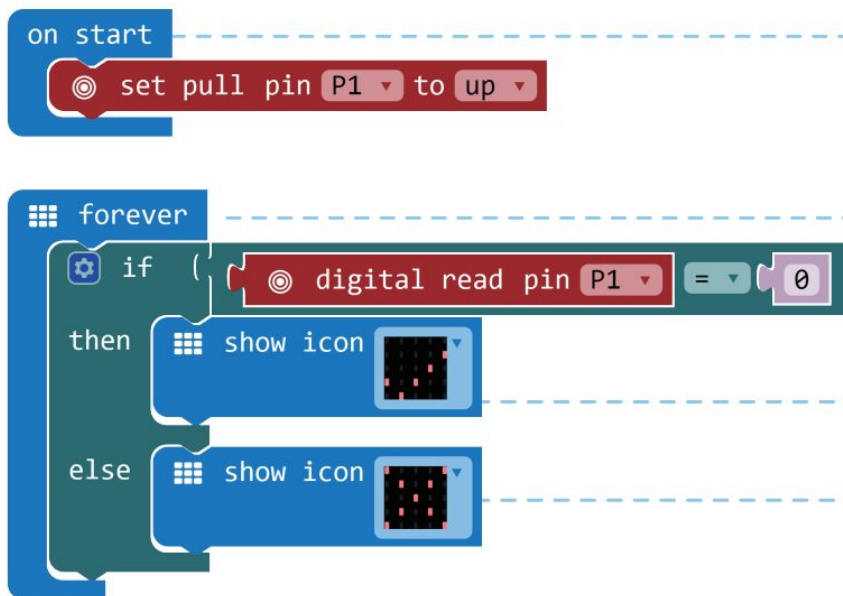 on start
set pull pin P1 to up
forever
if digital read pin P1 = 0
then show icon
else show icon